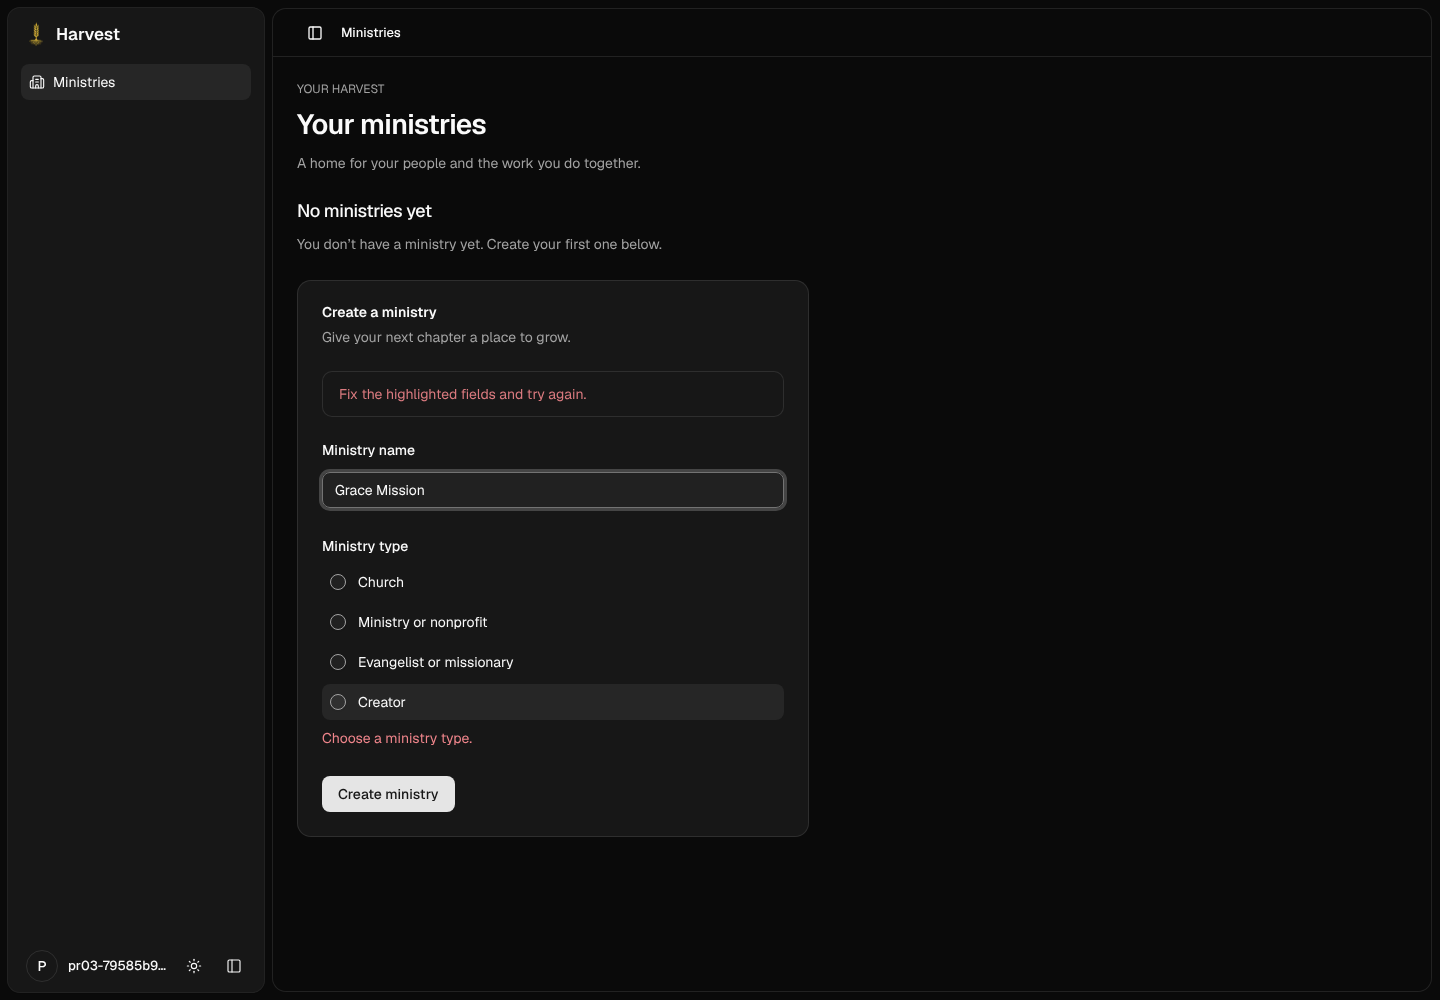 Harvest
Ministries
Ministries
YOUR HARVEST
Your ministries
A home for your people and the work you do together.
No ministries yet
You don’t have a ministry yet. Create your first one below.
Create a ministry
Give your next chapter a place to grow.
Fix the highlighted fields and try again.
Ministry name
Grace Mission
Ministry type
Church
Ministry or nonprofit
Evangelist or missionary
Creator
Choose a ministry type.
Create ministry
P
pr03-79585b9…